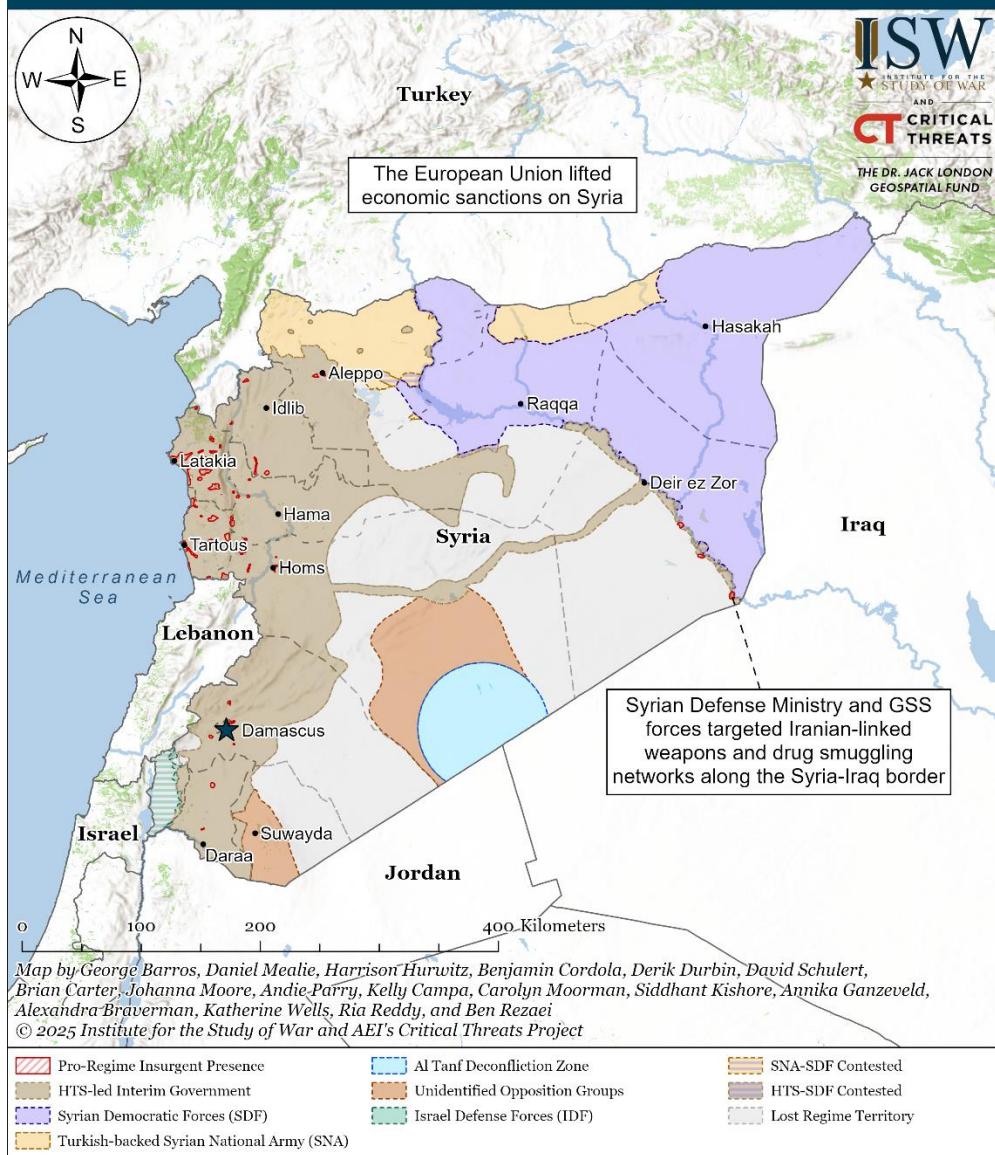 N
W E
S
ISW
INSTITUTE FOR THE
STUDY OF WAR
AND
CT CRITICAL
THREATS
THE DR. JACK LONDON
GEOSPATIAL FUND
Turkey
The European Union lifted
economic sanctions on Syria
Hasakah
Aleppo
Idlib
Raqqa
Latakia
Deir ez Zor
Hama
Syria
Iraq
Tartous
Homs
Mediterranean
Sea
Lebanon
Syrian Defense Ministry and GSS
forces targeted Iranian-linked
weapons and drug smuggling
networks along the Syria-Iraq border
Damascus
Israel
Suwayda
Daraa
Jordan
0 100 200 400 Kilometers
Map by George Barros, Daniel Mealie, Harrison Hurwitz, Benjamin Cordola, Derik Durbin, David Schulert,
Brian Carter, Johanna Moore, Andie Parry, Kelly Campa, Carolyn Moorman, Siddhant Kishore, Annika Ganzeveld,
Alexandra Braverman, Katherine Wells, Ria Reddy, and Ben Rezaei
© 2025 Institute for the Study of War and AEI's Critical Threats Project
Pro-Regime Insurgent Presence
HTS-led Interim Government
Syrian Democratic Forces (SDF)
Turkish-backed Syrian National Army (SNA)
Al Tanf Deconfliction Zone
Unidentified Opposition Groups
Israel Defense Forces (IDF)
SNA-SDF Contested
HTS-SDF Contested
Lost Regime Territory